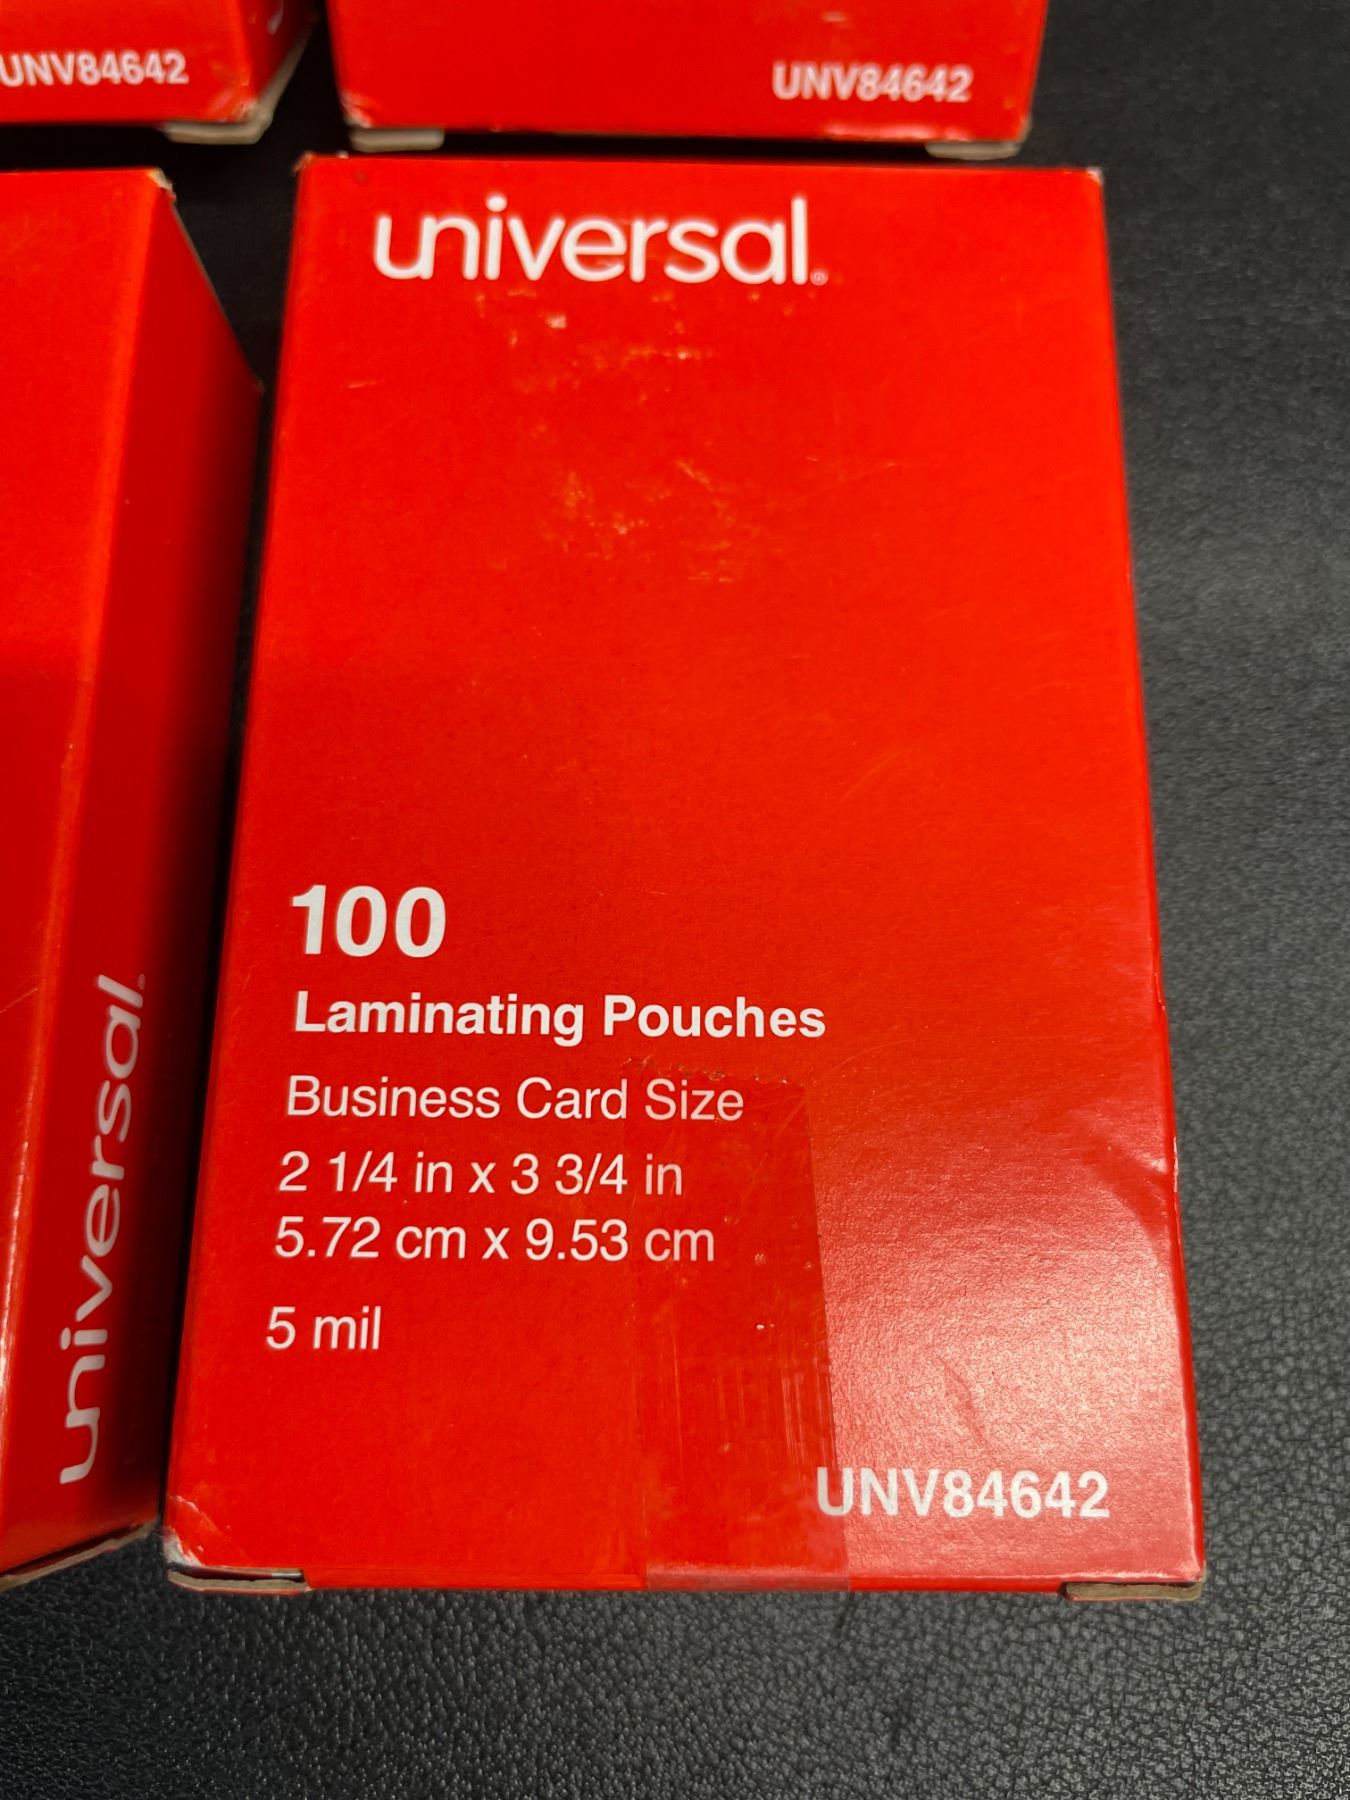 UNV84642
UNV84642
universal®
100
Laminating Pouches
Business Card Size
2 1/4 in x 3 3/4 in
5.72 cm x 9.53 cm
5 mil
UNV84642
universal